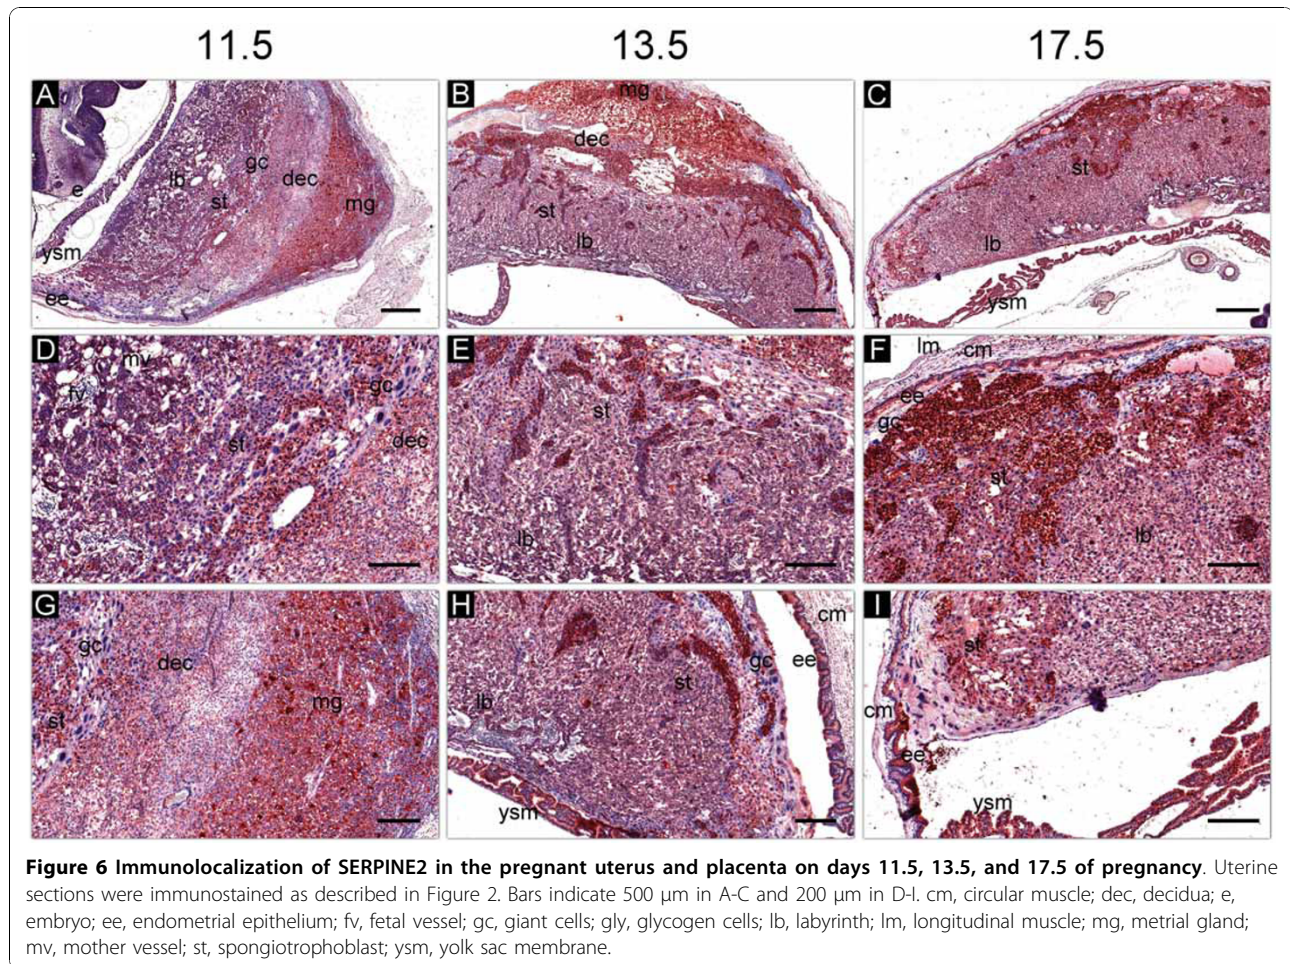 11.5 13.5 17.5
A B C
mg
dec
gc
lb dec st
st mg st
e lb lb
ysm ysm
ee
D E F
mv lm cm
fv gc st ee
st dec gc
st
lb lb
G H I
gc cm
dec gc ee st
st mg lb st cm
ee
ysm ysm
Figure 6 Immunolocalization of SERPINE2 in the pregnant uterus and placenta on days 11.5, 13.5, and 17.5 of pregnancy. Uterine
sections were immunostained as described in Figure 2. Bars indicate 500 μm in A-C and 200 μm in D-I. cm, circular muscle; dec, decidua; e,
embryo; ee, endometrial epithelium; fv, fetal vessel; gc, giant cells; gly, glycogen cells; lb, labyrinth; lm, longitudinal muscle; mg, metrial gland;
mv, mother vessel; st, spongiotrophoblast; ysm, yolk sac membrane.